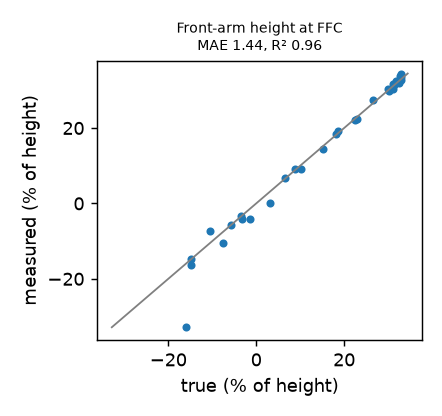 Front-arm height at FFC
MAE 1.44, R² 0.96
measured (% of height)
20
0
−20
−20
0
20
true (% of height)